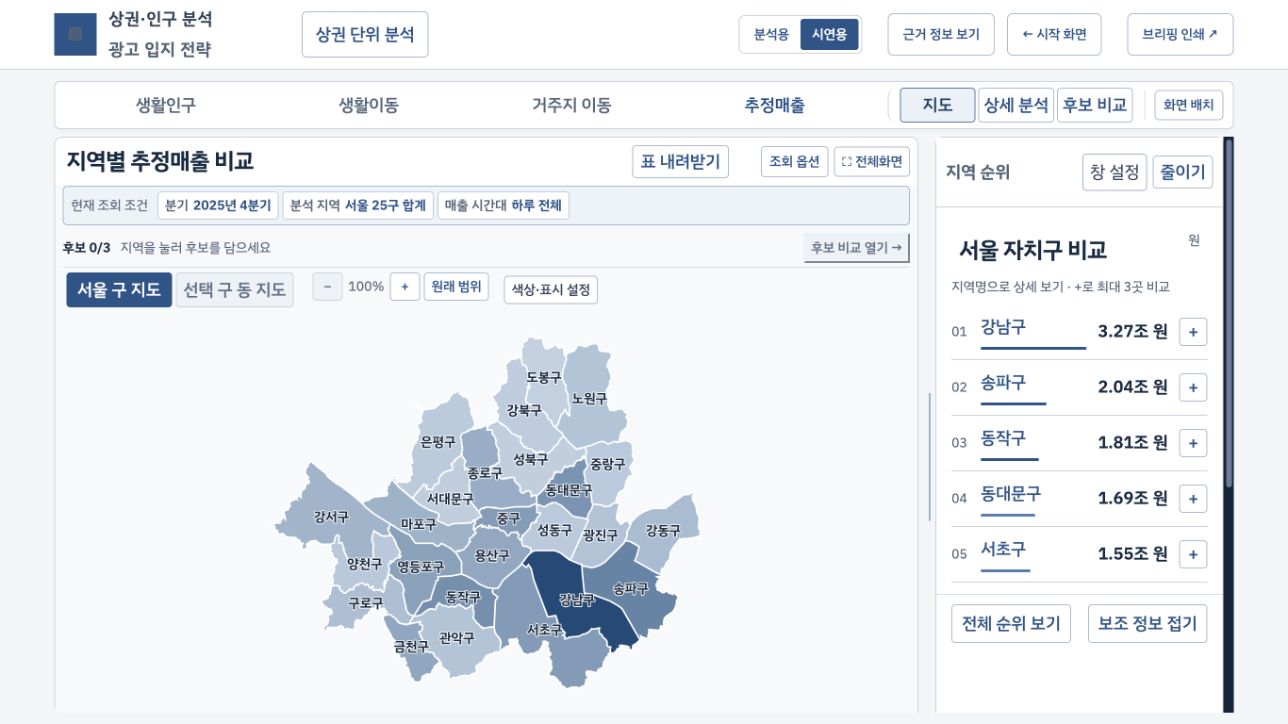 상권·인구 분석
광고 입지 전략
상권 단위 분석
분석용 시연용
근거 정보 보기
← 시작 화면
브리핑 인쇄 ↗
생활인구 생활이동 거주지 이동 추정매출
지도 상세 분석 후보 비교 화면 배치
지역별 추정매출 비교
표 내려받기 조회 옵션 전체화면
현재 조회 조건 분기 2025년 4분기 분석 지역 서울 25구 합계 매출 시간대 하루 전체
후보 0/3 지역을 눌러 후보를 담으세요
후보 비교 열기 →
서울 구 지도 선택 구 동 지도 − 100% + 원래 범위 색상·표시 설정
도봉구
노원구
강북구
은평구
성북구
중랑구
종로구
동대문구
서대문구
강서구
마포구
중구
성동구
광진구
강동구
양천구
영등포구
용산구
송파구
구로구
동작구
강남구
서초구
금천구
관악구
지역 순위 창 설정 줄이기
서울 자치구 비교 원
지역명으로 상세 보기 · +로 최대 3곳 비교
01 강남구 3.27조 원 +
02 송파구 2.04조 원 +
03 동작구 1.81조 원 +
04 동대문구 1.69조 원 +
05 서초구 1.55조 원 +
전체 순위 보기 보조 정보 접기